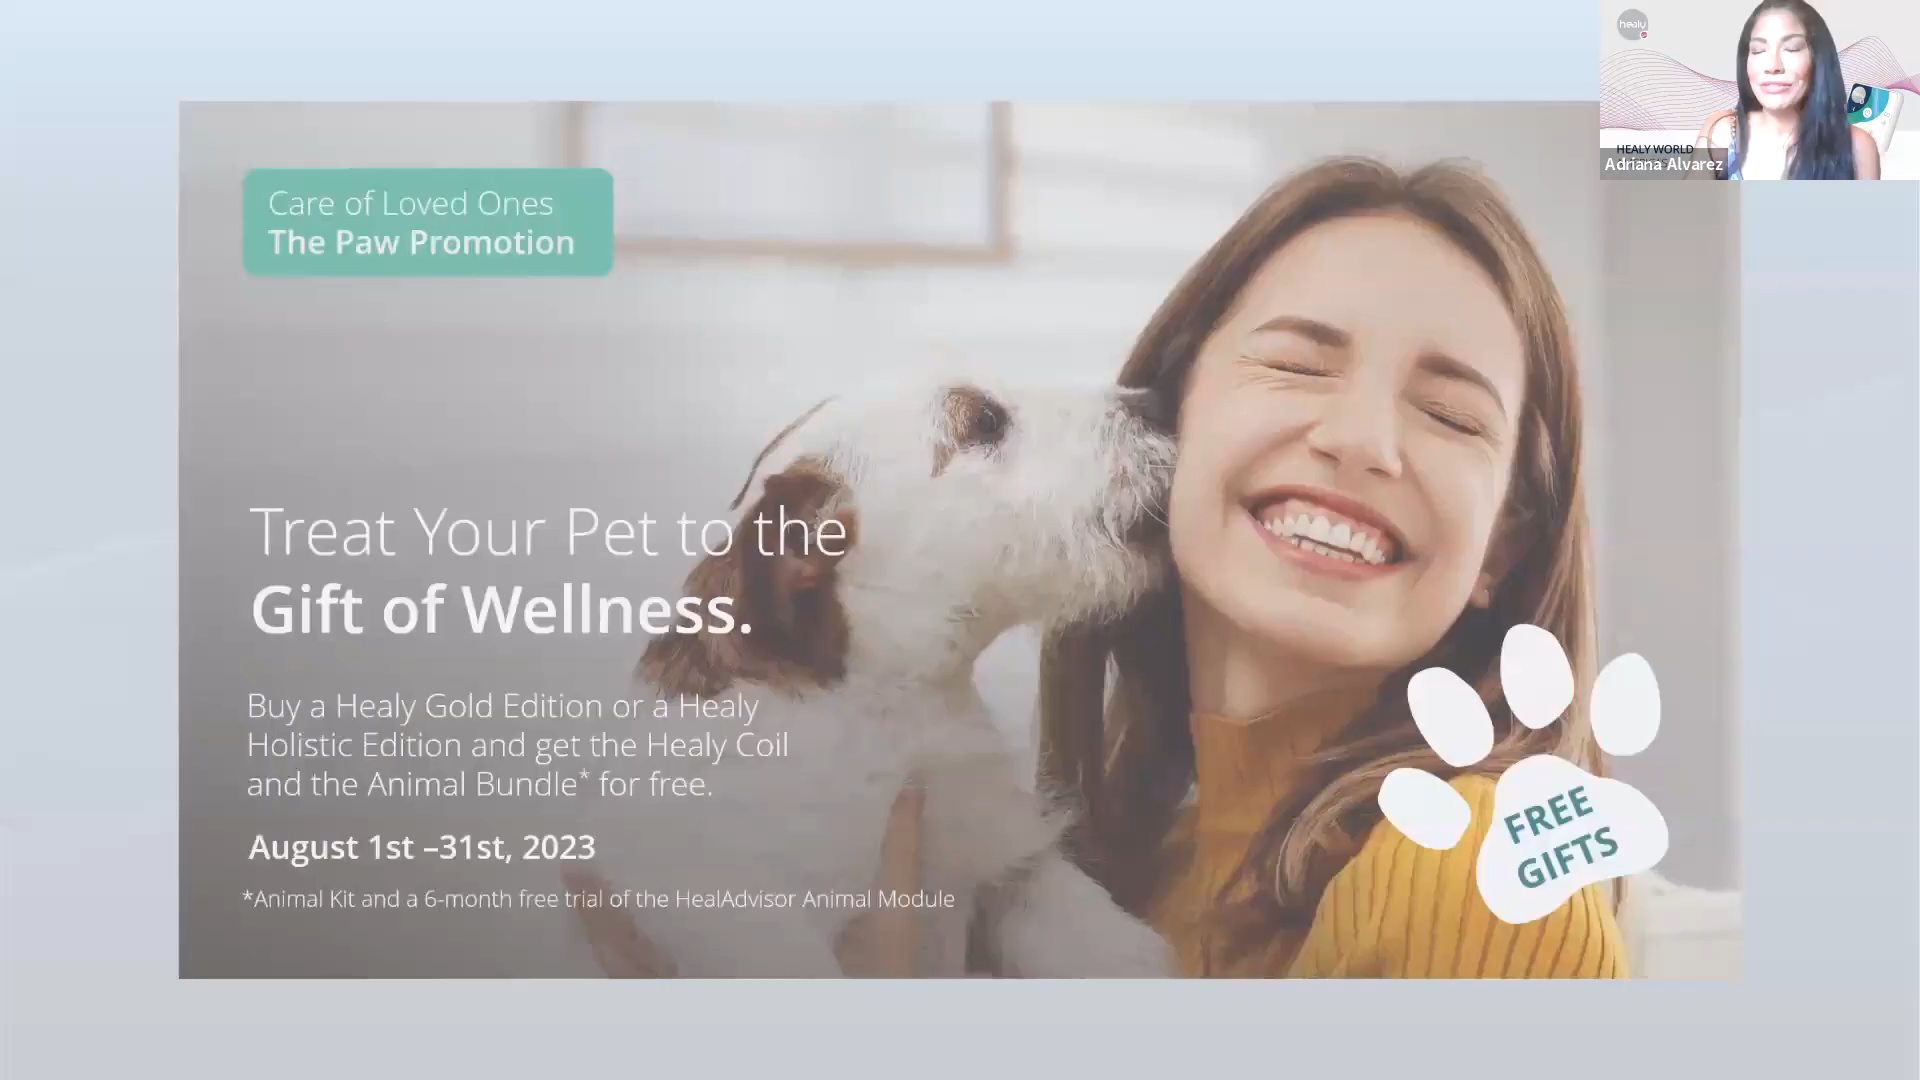 healy
HEALY WORLD
Adriana Alvarez
Care of Loved Ones
The Paw Promotion
Treat Your Pet to the
Gift of Wellness.
Buy a Healy Gold Edition or a Healy
Holistic Edition and get the Healy Coil
and the Animal Bundle* for free.
August 1st –31st, 2023
*Animal Kit and a 6-month free trial of the HealAdvisor Animal Module
FREE
GIFTS